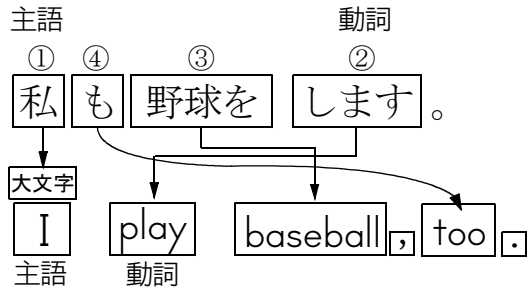 主語 動詞
① ④ ③ ②
私 も 野球を します 。
大文字
I play baseball , too .
主語 動詞